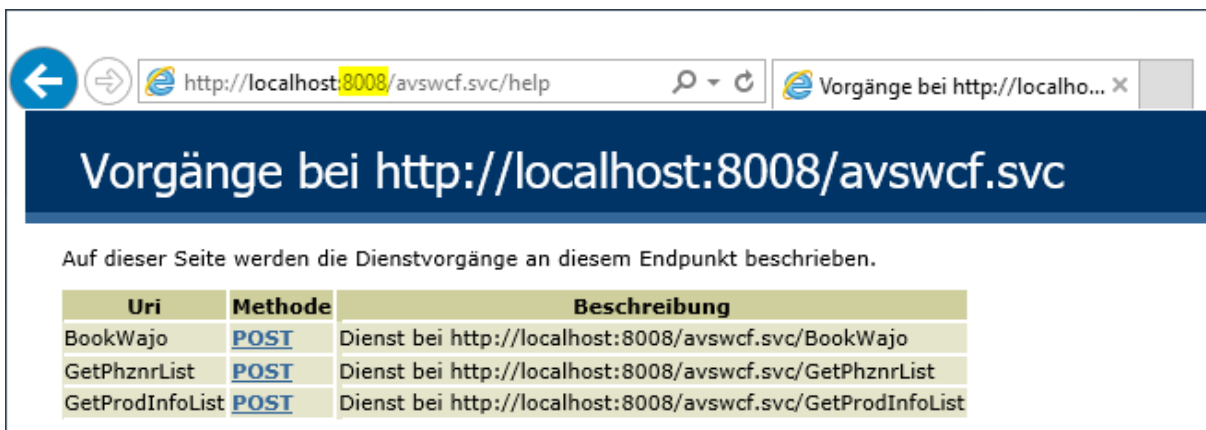 http://localhost:8008/avswcf.svc/help
Vorgänge bei http://localho...
Vorgänge bei http://localhost:8008/avswcf.svc
Auf dieser Seite werden die Dienstvorgänge an diesem Endpunkt beschrieben.
Uri Methode Beschreibung
BookWajo POST Dienst bei http://localhost:8008/avswcf.svc/BookWajo
GetPhznrList POST Dienst bei http://localhost:8008/avswcf.svc/GetPhznrList
GetProdInfoList POST Dienst bei http://localhost:8008/avswcf.svc/GetProdInfoList